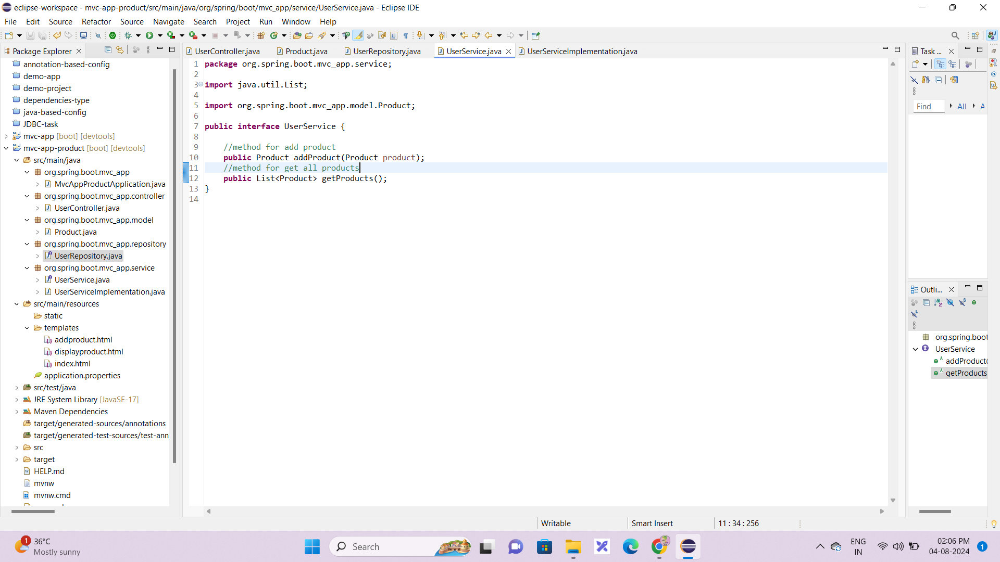 eclipse-workspace - mvc-app-product/src/main/java/org/spring/boot/mvc_app/service/UserService.java - Eclipse IDE
File Edit Source Refactor Source Navigate Search Project Run Window Help
Package Explorer
annotation-based-config
demo-app
demo-project
dependencies-type
java-based-config
JDBC-task
mvc-app [boot] [devtools]
mvc-app-product [boot] [devtools]
src/main/java
org.spring.boot.mvc_app
MvcAppProductApplication.java
org.spring.boot.mvc_app.controller
UserController.java
org.spring.boot.mvc_app.model
Product.java
org.spring.boot.mvc_app.repository
UserRepository.java
org.spring.boot.mvc_app.service
UserService.java
UserServiceImplementation.java
src/main/resources
static
templates
addproduct.html
displayproduct.html
index.html
application.properties
src/test/java
JRE System Library [JavaSE-17]
Maven Dependencies
target/generated-sources/annotations
target/generated-test-sources/test-ann
src
target
HELP.md
mvnw
mvnw.cmd
UserController.java Product.java UserRepository.java UserService.java UserServiceImplementation.java
1 package org.spring.boot.mvc_app.service;
2
3 import java.util.List;
4
5 import org.spring.boot.mvc_app.model.Product;
6
7 public interface UserService {
8
9 //method for add product
10 public Product addProduct(Product product);
11 //method for get all products
12 public List<Product> getProducts();
13 }
14
Task ...
Find All A
Outli...
org.spring.boot
UserService
addProduct(
getProducts
Writable Smart Insert 11 : 34 : 256
1
36°C
Mostly sunny
Search
ENG
IN
02:06 PM
04-08-2024
1